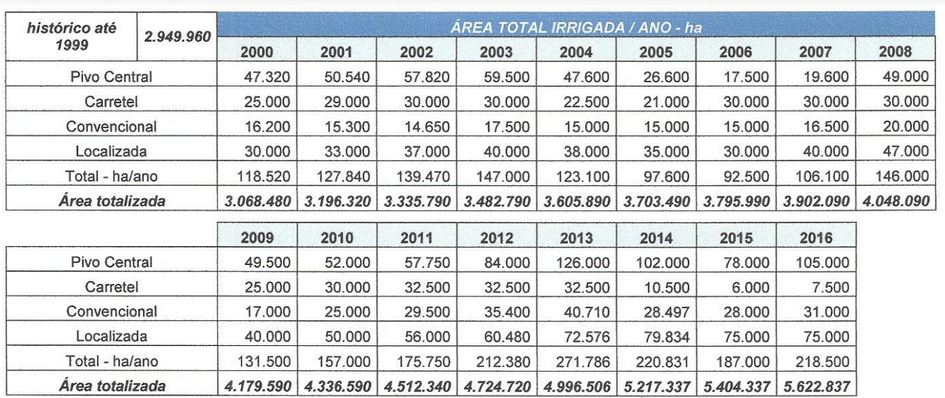 histórico até 1999 2.949.960 ÁREA TOTAL IRRIGADA / ANO - ha
2000 2001 2002 2003 2004 2005 2006 2007 2008
Pivo Central 47.320 50.540 57.820 59.500 47.600 26.600 17.500 19.600 49.000
Carretel 25.000 29.000 30.000 30.000 22.500 21.000 30.000 30.000 30.000
Convencional 16.200 15.300 14.650 17.500 15.000 15.000 15.000 16.500 20.000
Localizada 30.000 33.000 37.000 40.000 38.000 35.000 30.000 40.000 47.000
Total - ha/ano 118.520 127.840 139.470 147.000 123.100 97.600 92.500 106.100 146.000
Área totalizada 3.068.480 3.196.320 3.335.790 3.482.790 3.605.890 3.703.490 3.795.990 3.902.090 4.048.090
2009 2010 2011 2012 2013 2014 2015 2016
Pivo Central 49.500 52.000 57.750 84.000 126.000 102.000 78.000 105.000
Carretel 25.000 30.000 32.500 32.500 32.500 10.500 6.000 7.500
Convencional 17.000 25.000 29.500 35.400 40.710 28.497 28.000 31.000
Localizada 40.000 50.000 56.000 60.480 72.576 79.834 75.000 75.000
Total - ha/ano 131.500 157.000 175.750 212.380 271.786 220.831 187.000 218.500
Área totalizada 4.179.590 4.336.590 4.512.340 4.724.720 4.996.506 5.217.337 5.404.337 5.622.837